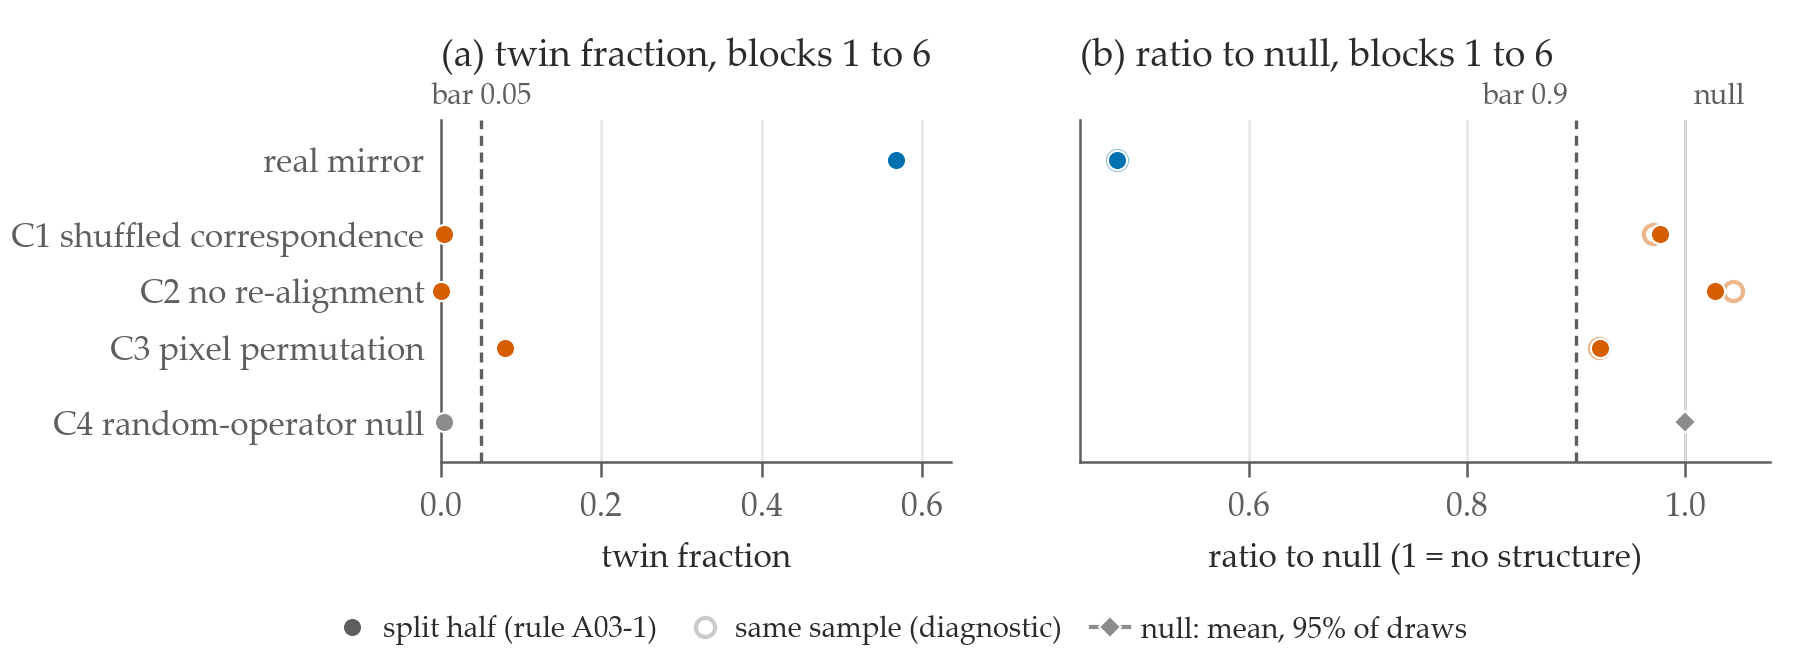 (a) twin fraction, blocks 1 to 6
(b) ratio to null, blocks 1 to 6
bar 0.05
bar 0.9
null
real mirror
C1 shuffled correspondence
C2 no re-alignment
C3 pixel permutation
C4 random-operator null
0.0 0.2 0.4 0.6
0.6 0.8 1.0
twin fraction
ratio to null (1 = no structure)
split half (rule A03-1)
same sample (diagnostic)
null: mean, 95% of draws